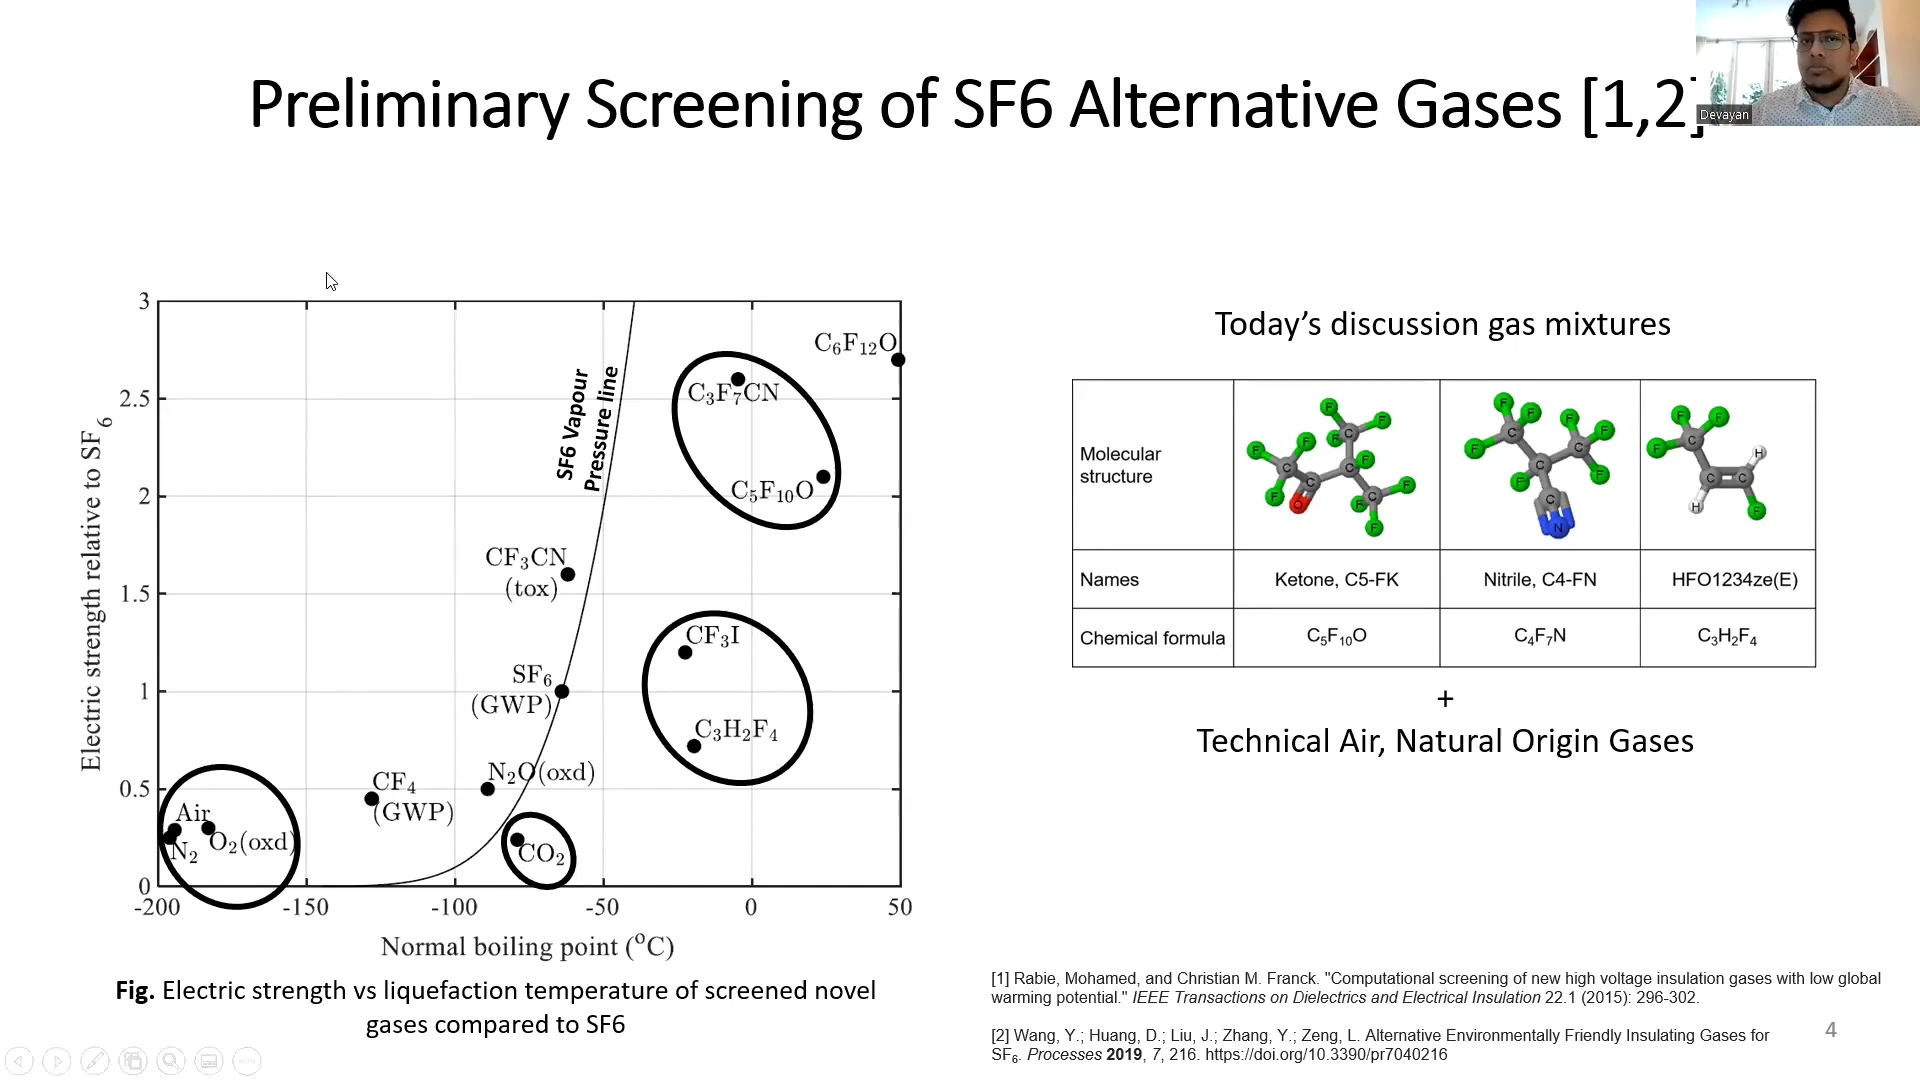 Preliminary Screening of SF6 Alternative Gases [1,2]
Devayan
3
2.5
2
1.5
1
0.5
0
-200
-150
-100
-50
0
50
Electric strength relative to SF6
Normal boiling point (°C)
SF6 Vapour
Pressure line
C6F12O
C3F7CN
C5F10O
CF3CN
(tox)
CF3I
SF6
(GWP)
C3H2F4
N2O(oxd)
CF4
(GWP)
Air
O2(oxd)
N2
CO2
Fig. Electric strength vs liquefaction temperature of screened novel
gases compared to SF6
Today’s discussion gas mixtures
Molecular
structure
F F F F F F F F F F C C C C C O
F F F F F F F C C C C N
F F F F C C C H H
Names
Ketone, C5-FK
Nitrile, C4-FN
HFO1234ze(E)
Chemical formula
C5F10O
C4F7N
C3H2F4
+
Technical Air, Natural Origin Gases
[1] Rabie, Mohamed, and Christian M. Franck. "Computational screening of new high voltage insulation gases with low global
warming potential." IEEE Transactions on Dielectrics and Electrical Insulation 22.1 (2015): 296-302.
[2] Wang, Y.; Huang, D.; Liu, J.; Zhang, Y.; Zeng, L. Alternative Environmentally Friendly Insulating Gases for
SF6. Processes 2019, 7, 216. https://doi.org/10.3390/pr7040216
4